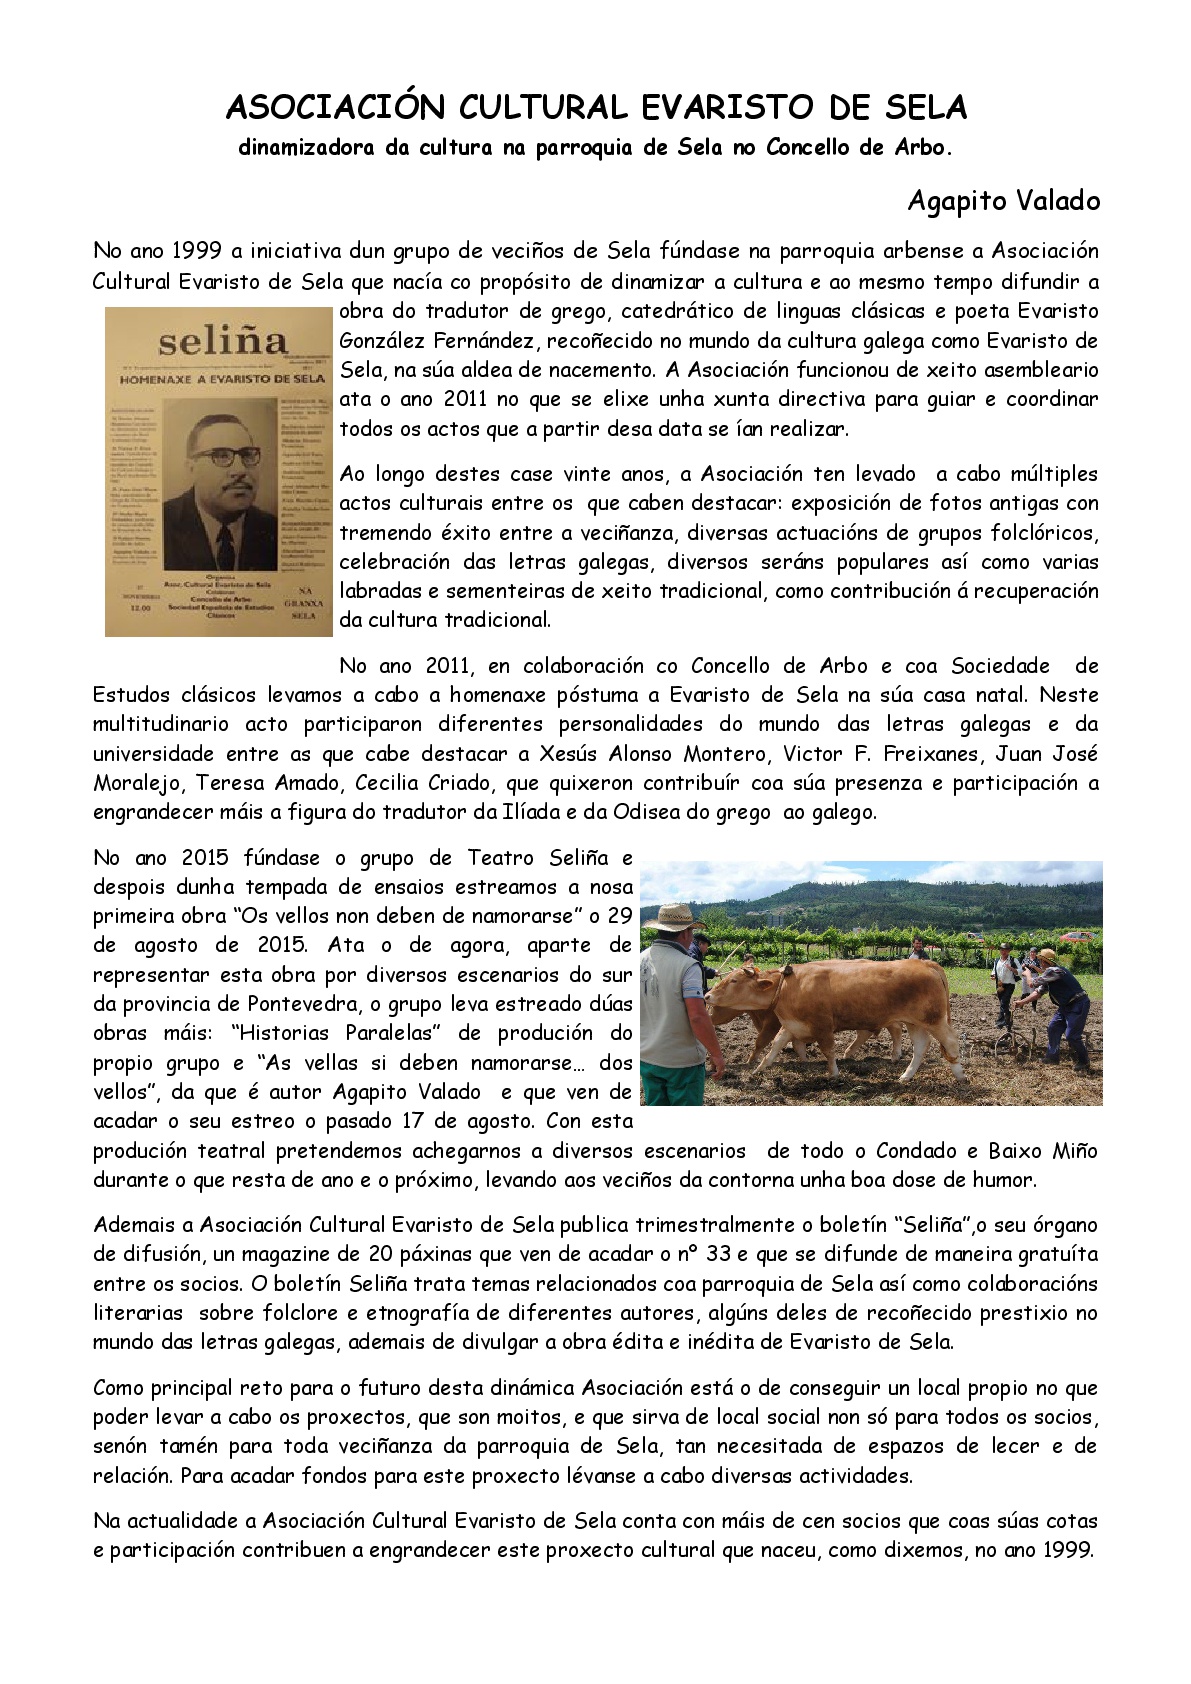 ASOCIACIÓN CULTURAL EVARISTO DE SELA
dinamizadora da cultura na parroquia de Sela no Concello de Arbo.
Agapito Valado
No ano 1999 a iniciativa dun grupo de veciños de Sela fúndase na parroquia arbense a Asociación
Cultural Evaristo de Sela que nacía co propósito de dinamizar a cultura e ao mesmo tempo difundir a
obra do tradutor de grego, catedrático de linguas clásicas e poeta Evaristo
González Fernández, recoñecido no mundo da cultura galega como Evaristo de
Sela, na súa aldea de nacemento. A Asociación funcionou de xeito asembleario
ata o ano 2011 no que se elixe unha xunta directiva para guiar e coordinar
todos os actos que a partir desa data se ían realizar.
seliña
HOMENAXE A EVARISTO DE SELA
Organiza
Asoc. Cultural Evaristo de Sela
Colaboran
Concello de Arbo
Sociedad Española de Estudios
Clásicos
NOVIEMBRO
12.00
NA
GRANXA
SELA
Ao longo destes case vinte anos, a Asociación ten levado a cabo múltiples
actos culturais entre os que caben destacar: exposición de fotos antigas con
tremendo éxito entre a veciñanza, diversas actuacións de grupos folclóricos,
celebración das letras galegas, diversos seráns populares así como varias
labradas e sementeiras de xeito tradicional, como contribución á recuperación
da cultura tradicional.
No ano 2011, en colaboración co Concello de Arbo e coa Sociedade de
Estudos clásicos levamos a cabo a homenaxe póstuma a Evaristo de Sela na súa casa natal. Neste
multitudinario acto participaron diferentes personalidades do mundo das letras galegas e da
universidade entre as que cabe destacar a Xesús Alonso Montero, Victor F. Freixanes, Juan José
Moralejo, Teresa Amado, Cecilia Criado, que quixeron contribuír coa súa presenza e participación a
engrandecer máis a figura do tradutor da Ilíada e da Odisea do grego ao galego.
No ano 2015 fúndase o grupo de Teatro Seliña e
despois dunha tempada de ensaios estreamos a nosa
primeira obra “Os vellos non deben de namorarse” o 29
de agosto de 2015. Ata o de agora, aparte de
representar esta obra por diversos escenarios do sur
da provincia de Pontevedra, o grupo leva estreado dúas
obras máis: “Historias Paralelas” de produción do
propio grupo e “As vellas si deben namorarse… dos
vellos”, da que é autor Agapito Valado e que ven de
acadar o seu estreo o pasado 17 de agosto. Con esta
produción teatral pretendemos achegarnos a diversos escenarios de todo o Condado e Baixo Miño
durante o que resta de ano e o próximo, levando aos veciños da contorna unha boa dose de humor.
Ademais a Asociación Cultural Evaristo de Sela publica trimestralmente o boletín “Seliña”,o seu órgano
de difusión, un magazine de 20 páxinas que ven de acadar o nº 33 e que se difunde de maneira gratuíta
entre os socios. O boletín Seliña trata temas relacionados coa parroquia de Sela así como colaboracións
literarias sobre folclore e etnografía de diferentes autores, algúns deles de recoñecido prestixio no
mundo das letras galegas, ademais de divulgar a obra édita e inédita de Evaristo de Sela.
Como principal reto para o futuro desta dinámica Asociación está o de conseguir un local propio no que
poder levar a cabo os proxectos, que son moitos, e que sirva de local social non só para todos os socios,
senón tamén para toda veciñanza da parroquia de Sela, tan necesitada de espazos de lecer e de
relación. Para acadar fondos para este proxecto lévanse a cabo diversas actividades.
Na actualidade a Asociación Cultural Evaristo de Sela conta con máis de cen socios que coas súas cotas
e participación contribuen a engrandecer este proxecto cultural que naceu, como dixemos, no ano 1999.